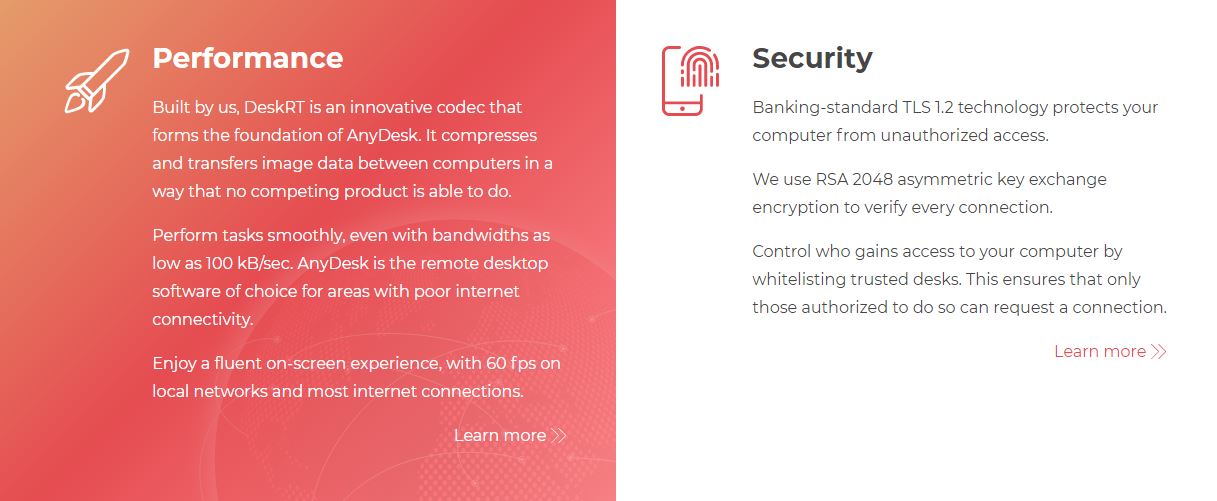 Performance
Built by us, DeskRT is an innovative codec that
forms the foundation of AnyDesk. It compresses
and transfers image data between computers in a
way that no competing product is able to do.
Perform tasks smoothly, even with bandwidths as
low as 100 kB/sec. AnyDesk is the remote desktop
software of choice for areas with poor internet
connectivity.
Enjoy a fluent on-screen experience, with 60 fps on
local networks and most internet connections.
Learn more
Security
Banking-standard TLS 1.2 technology protects your
computer from unauthorized access.
We use RSA 2048 asymmetric key exchange
encryption to verify every connection.
Control who gains access to your computer by
whitelisting trusted desks. This ensures that only
those authorized to do so can request a connection.
Learn more